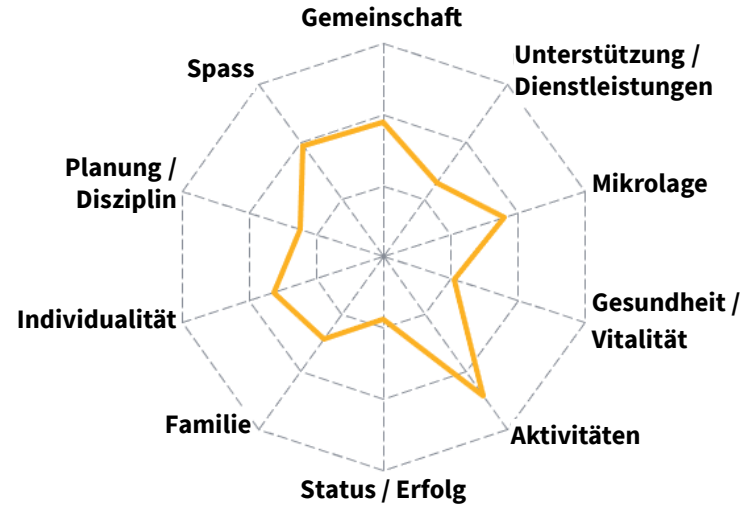 Gemeinschaft
Unterstützung /
Dienstleistungen
Mikrolage
Gesundheit /
Vitalität
Aktivitäten
Status / Erfolg
Familie
Individualität
Planung /
Disziplin
Spass